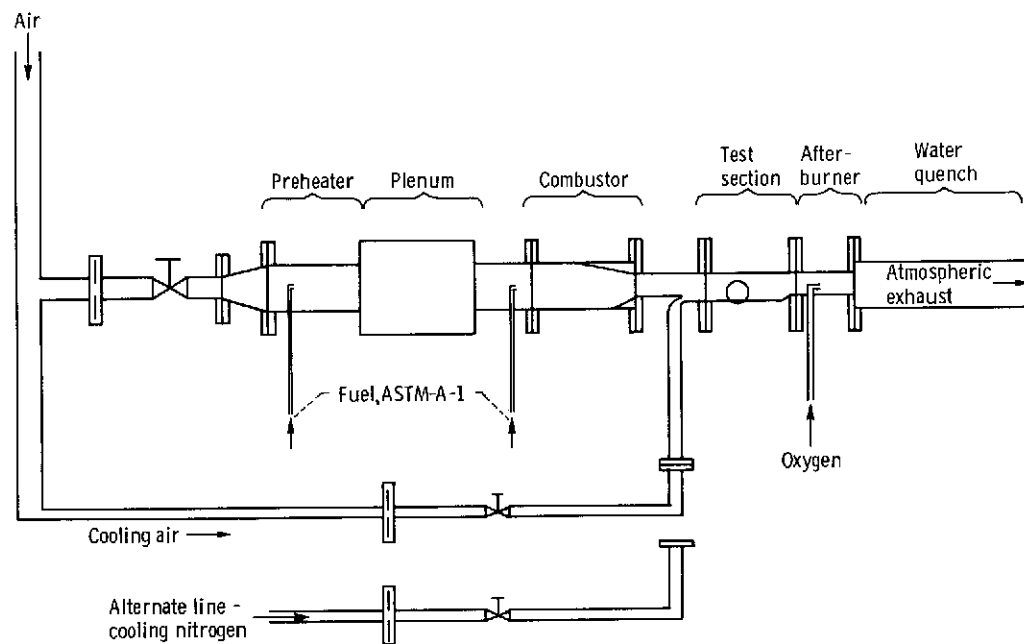 Air
Preheater
Plenum
Combustor
Test
section
After-
burner
Water
quench
Atmospheric
exhaust
Fuel, ASTM-A-1
Oxygen
Cooling air
Alternate line -
cooling nitrogen